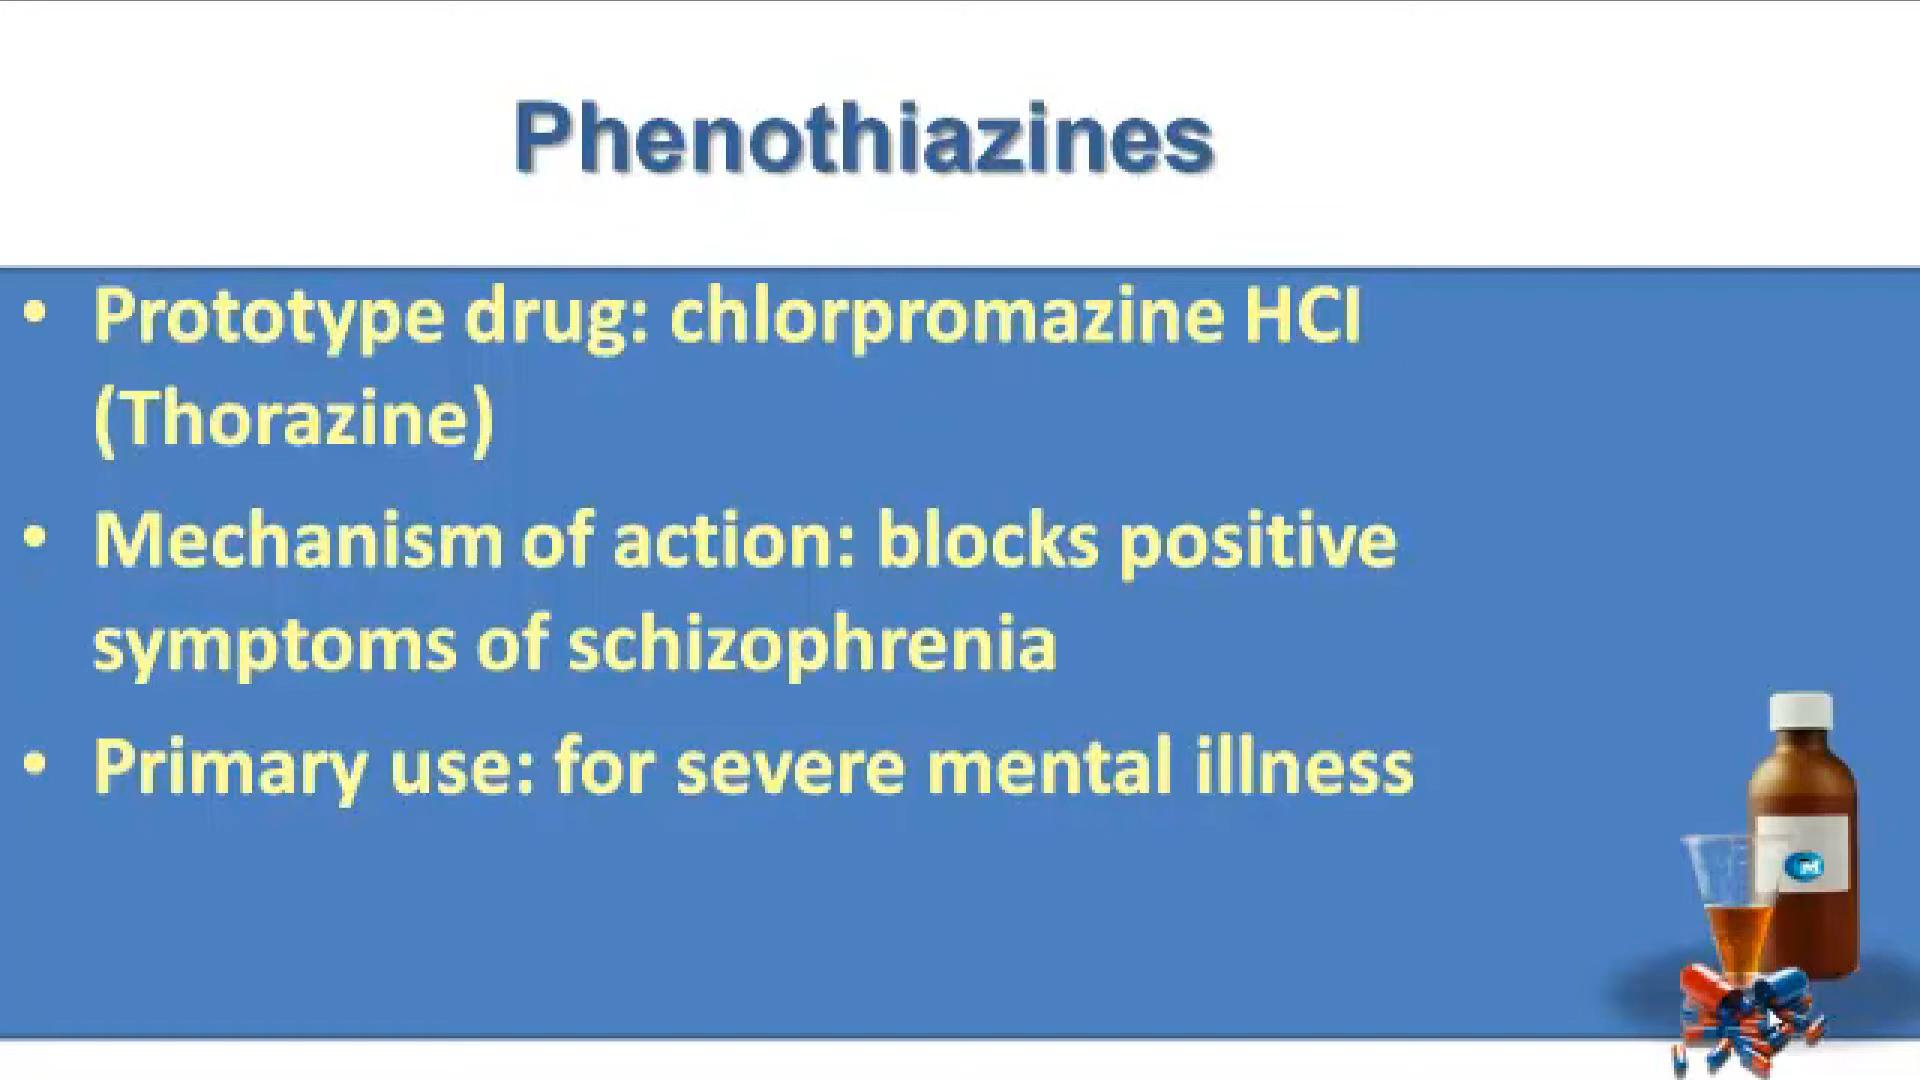 Phenothiazines
• Prototype drug: chlorpromazine HCl
(Thorazine)
• Mechanism of action: blocks positive
symptoms of schizophrenia
• Primary use: for severe mental illness